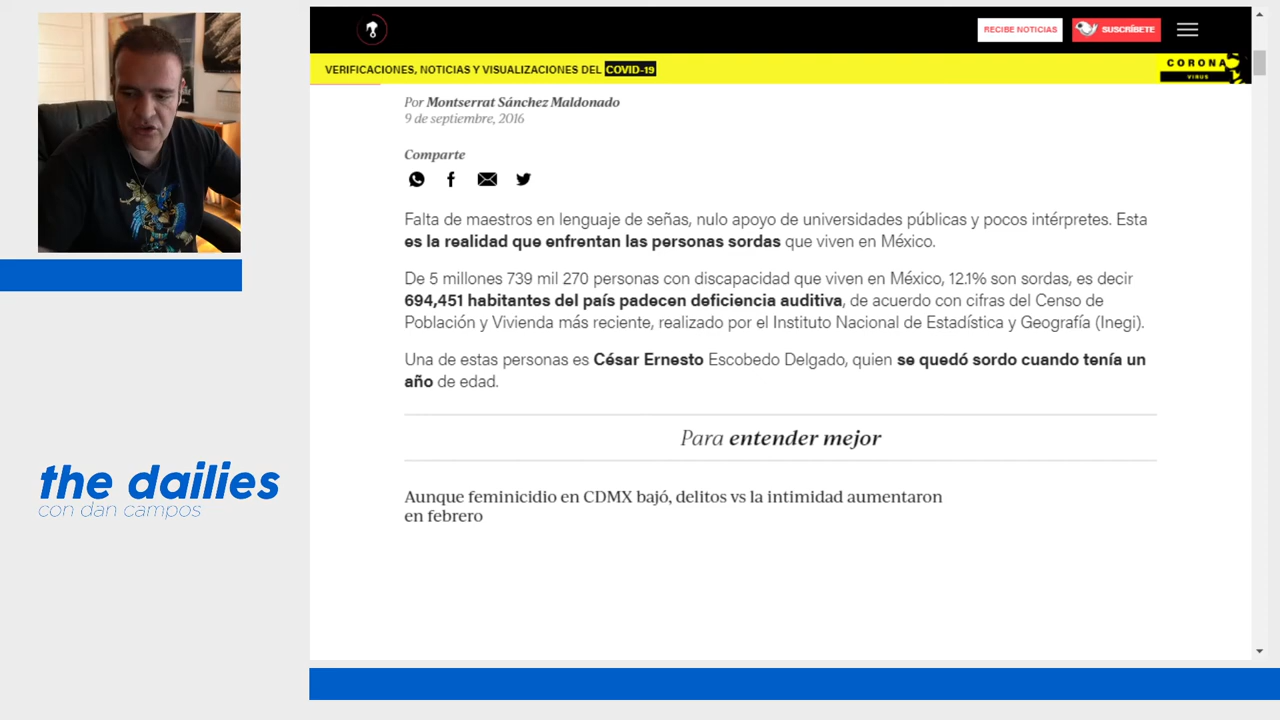 RECIBE NOTICIAS
SUSCRÍBETE
VERIFICACIONES, NOTICIAS Y VISUALIZACIONES DEL COVID-19
CORONA
VIRUS
Por Montserrat Sánchez Maldonado
9 de septiembre, 2016
Comparte
Falta de maestros en lenguaje de señas, nulo apoyo de universidades públicas y pocos intérpretes. Esta
es la realidad que enfrentan las personas sordas que viven en México.
De 5 millones 739 mil 270 personas con discapacidad que viven en México, 12.1% son sordas, es decir
694,451 habitantes del país padecen deficiencia auditiva, de acuerdo con cifras del Censo de
Población y Vivienda más reciente, realizado por el Instituto Nacional de Estadística y Geografía (Inegi).
Una de estas personas es César Ernesto Escobedo Delgado, quien se quedó sordo cuando tenía un
año de edad.
Para entender mejor
Aunque feminicidio en CDMX bajó, delitos vs la intimidad aumentaron
en febrero
the dailies
con dan campos